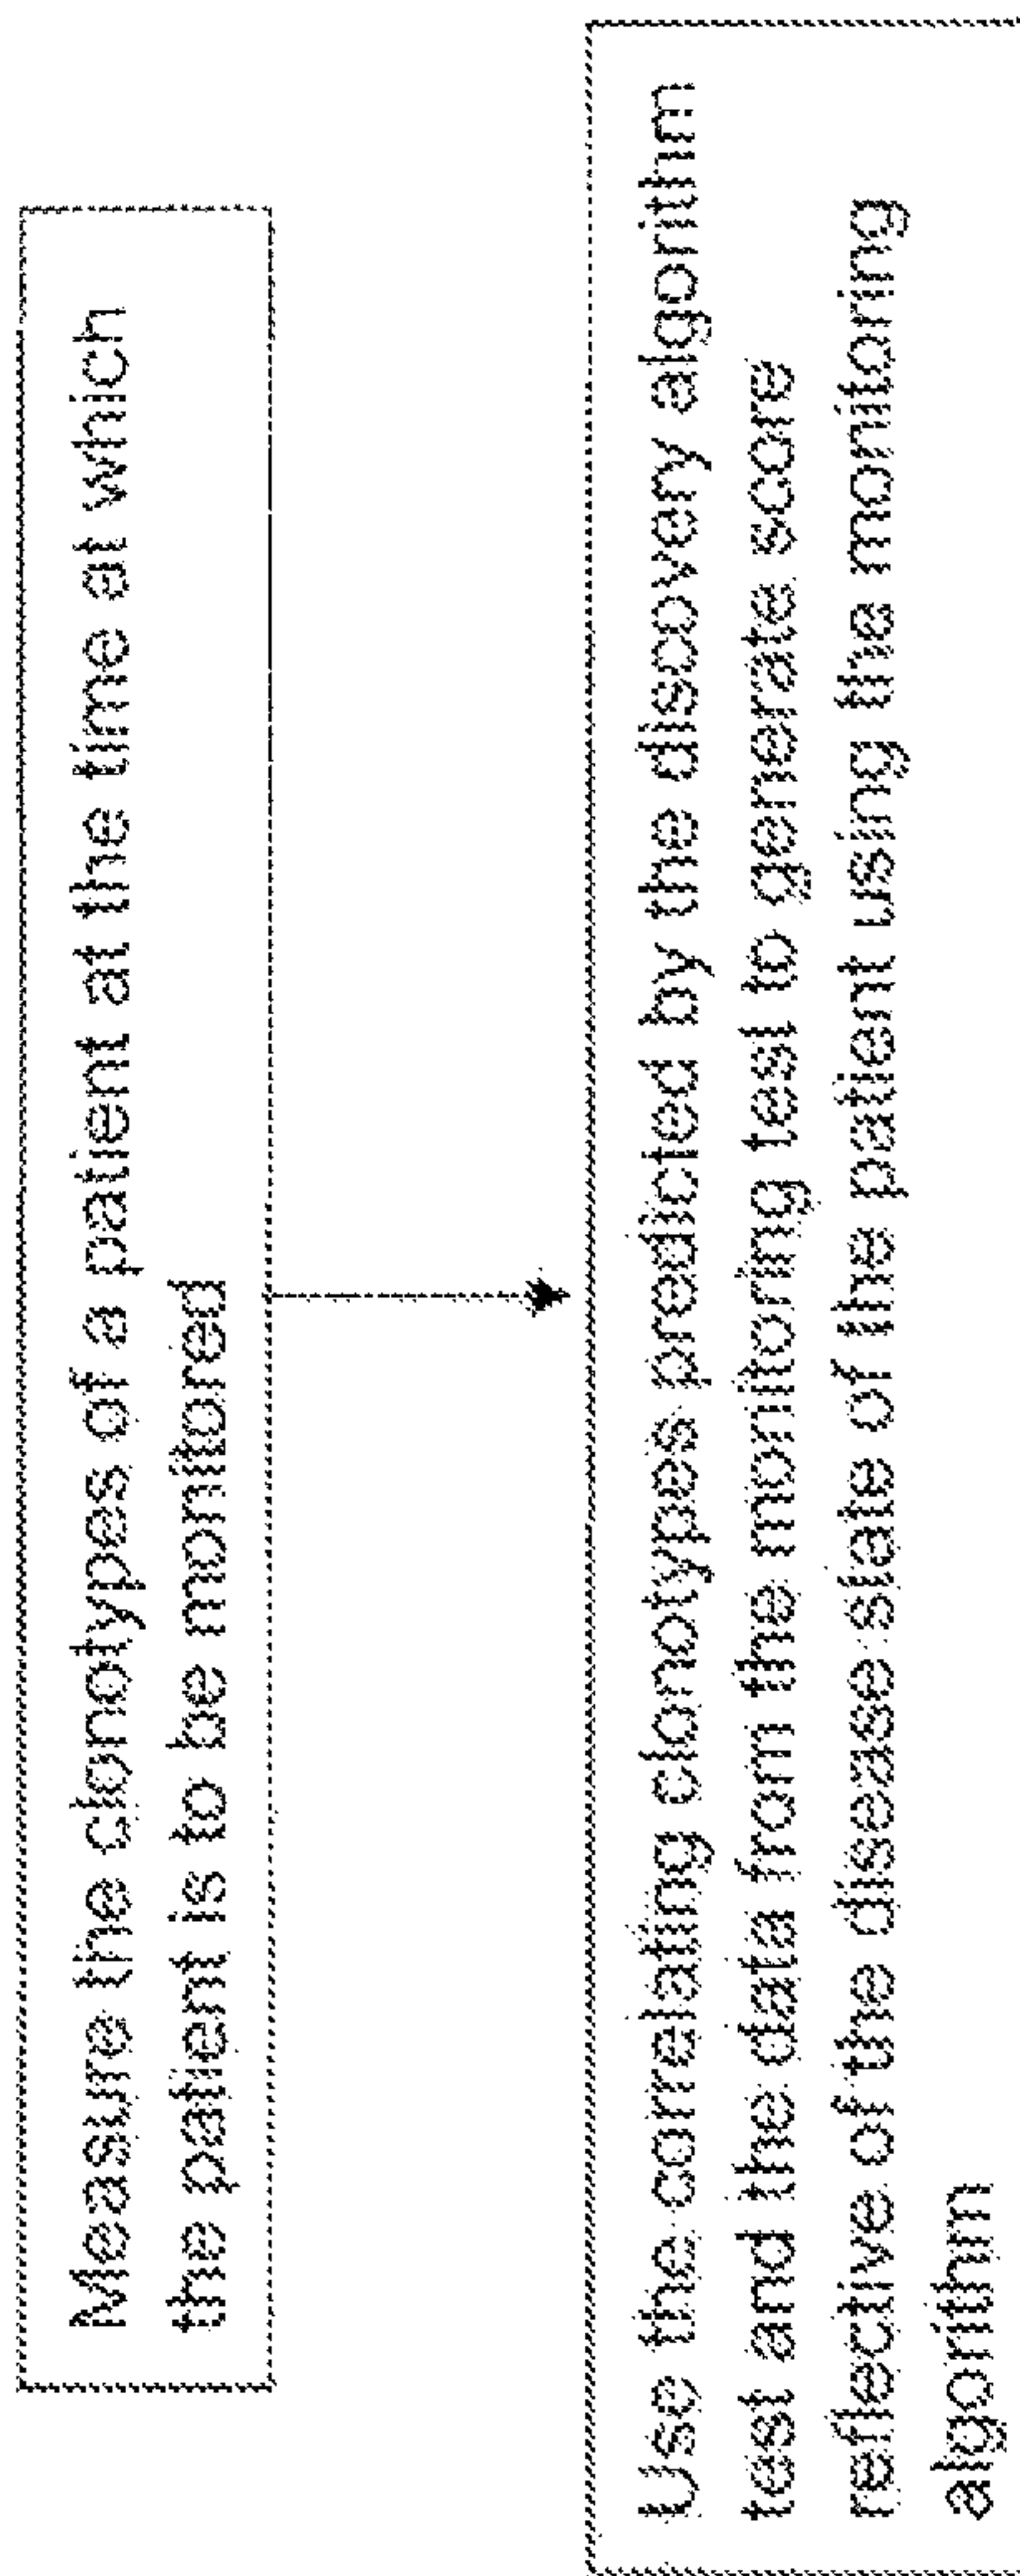 Measure the clonotypes of a patient at the time at which
the patient is to be monitored
Use the correlating clonotypes predicted by the discovery algorithm
test and the data from the monitoring test to generate score
reflective of the disease state of the patient using the monitoring
algorithm